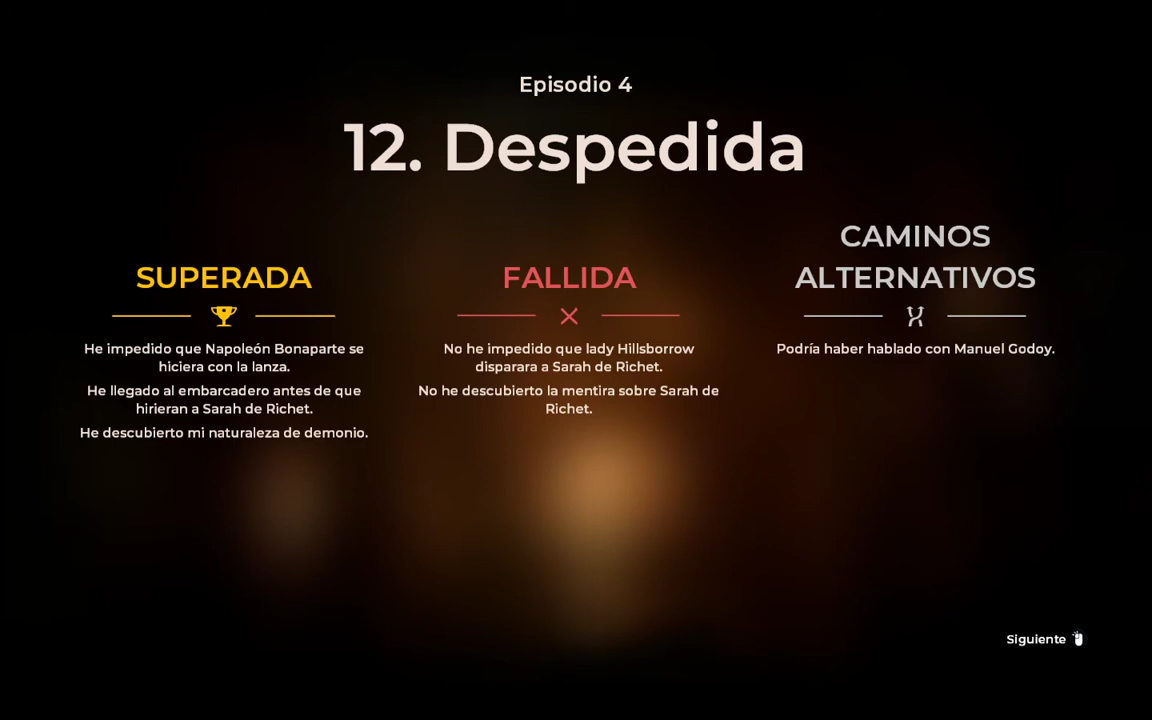 Episodio 4
12. Despedida
SUPERADA
He impedido que Napoleón Bonaparte se
hiciera con la lanza.
He llegado al embarcadero antes de que
hirieran a Sarah de Richet.
He descubierto mi naturaleza de demonio.
FALLIDA
No he impedido que lady Hillsborrow
disparara a Sarah de Richet.
No he descubierto la mentira sobre Sarah de
Richet.
CAMINOS
ALTERNATIVOS
Podría haber hablado con Manuel Godoy.
Siguiente